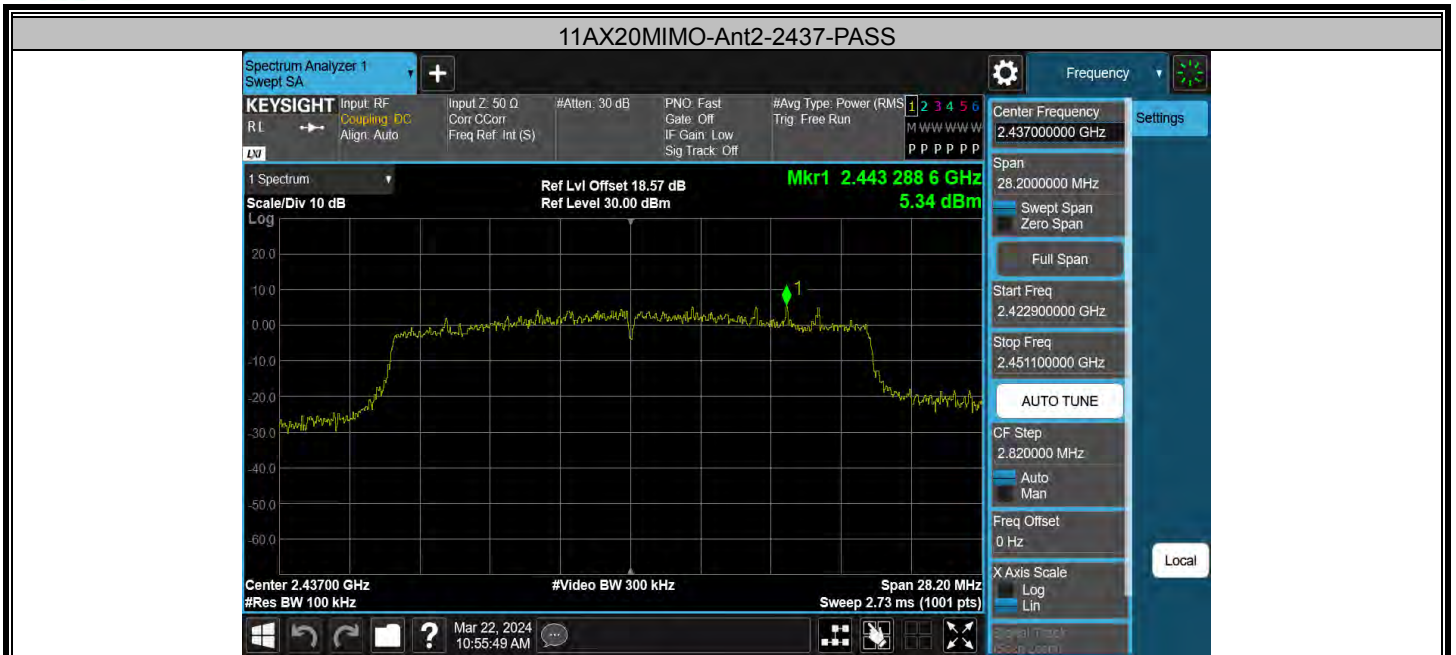 11AX20MIMO-Ant2-2437-PASS
Spectrum Analyzer 1
Swept SA
Frequency
KEYSIGHT
RL
LXI
Input: RF
Coupling: DC
Align: Auto
Input Z: 50 Ω
Corr CCorr
Freq Ref: Int (S)
#Atten: 30 dB
PNO: Fast
Gate: Off
IF Gain: Low
Sig Track: Off
#Avg Type: Power (RMS
Trig: Free Run
1 2 3 4 5 6
M W W W W W
P P P P P P
1 Spectrum
Scale/Div 10 dB
Log
Ref Lvl Offset 18.57 dB
Ref Level 30.00 dBm
Mkr1 2.443 288 6 GHz
5.34 dBm
1
20.0
10.0
0.00
-10.0
-20.0
-30.0
-40.0
-50.0
-60.0
Center 2.43700 GHz
#Res BW 100 kHz
#Video BW 300 kHz
Span 28.20 MHz
Sweep 2.73 ms (1001 pts)
Mar 22, 2024
10:55:49 AM
Center Frequency
2.437000000 GHz
Settings
Span
28.2000000 MHz
Swept Span
Zero Span
Full Span
Start Freq
2.422900000 GHz
Stop Freq
2.451100000 GHz
AUTO TUNE
CF Step
2.820000 MHz
Auto
Man
Freq Offset
0 Hz
X Axis Scale
Log
Lin
Local